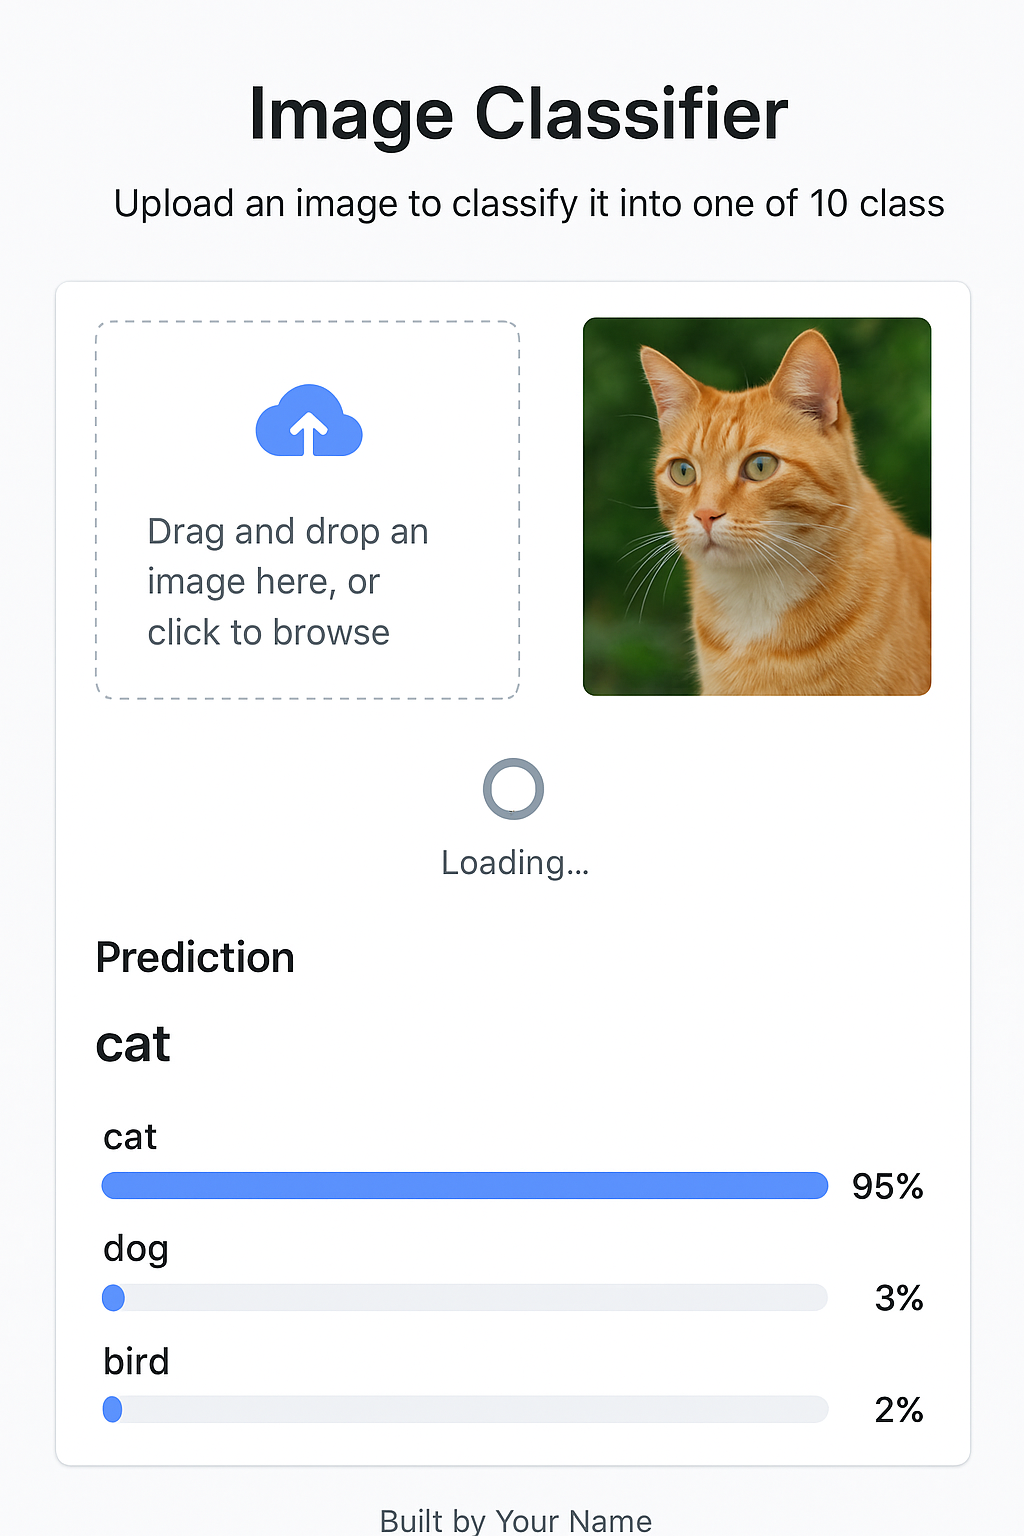 Image Classifier
Upload an image to classify it into one of 10 class
Drag and drop an
image here, or
click to browse
Loading...
Prediction
cat
cat
95%
dog
3%
bird
2%
Built by Your Name